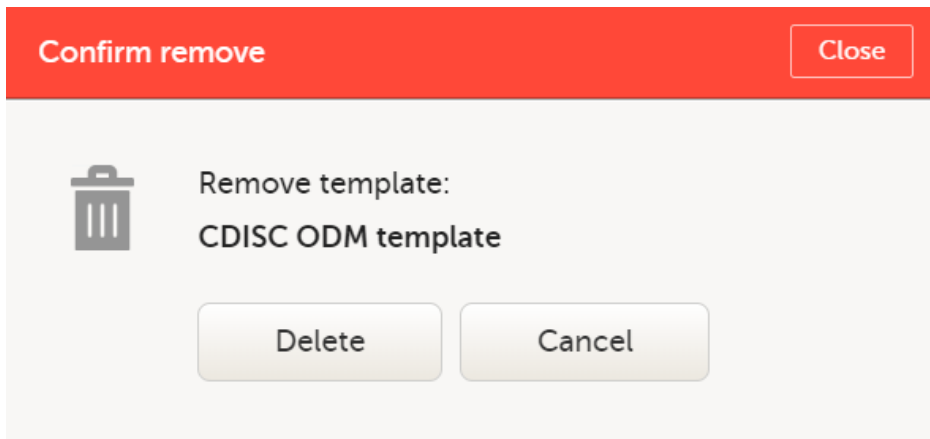 Confirm remove
Close
Remove template:
CDISC ODM template
Delete
Cancel